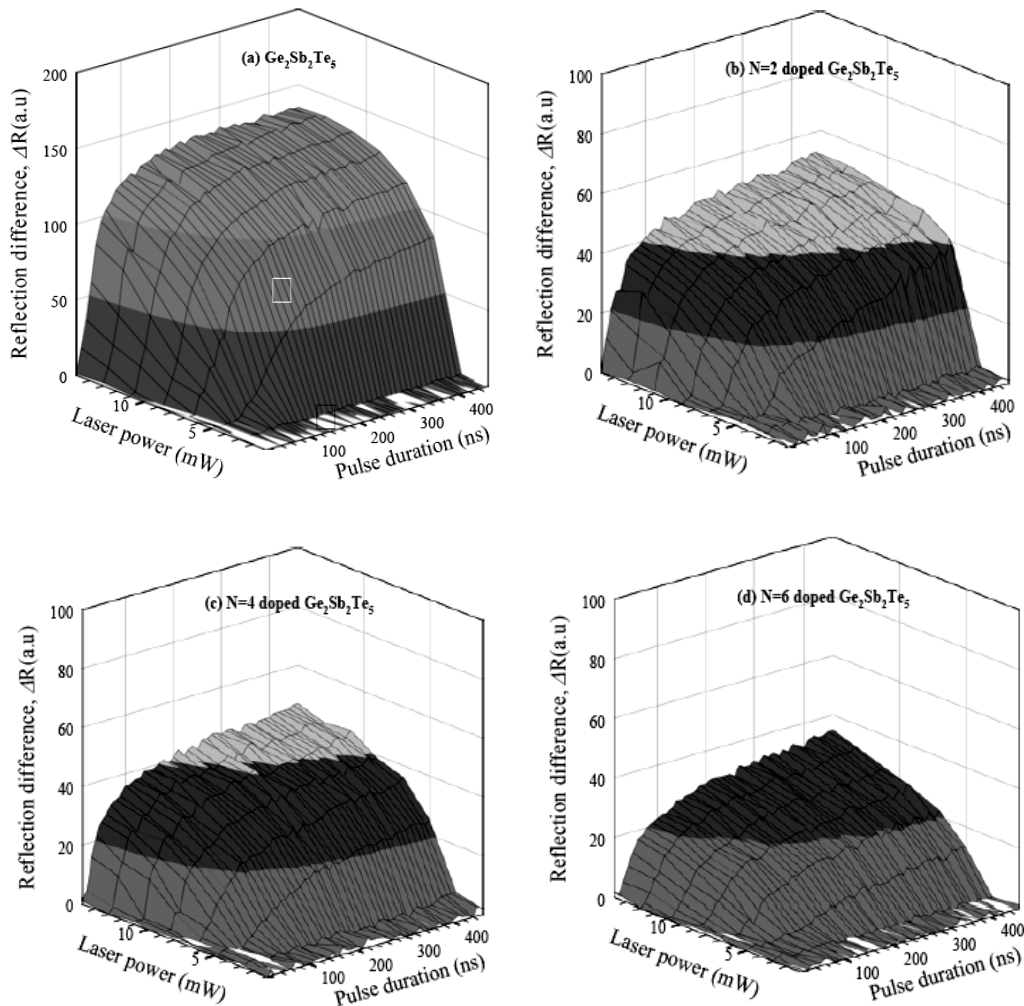 (a) Ge2Sb2Te5
200
150
100
50
0
Reflection difference, ΔR(a.u)
10
5
Laser power (mW)
100
200
300
400
Pulse duration (ns)
(b) N=2 doped Ge2Sb2Te5
100
80
60
40
20
0
Reflection difference, ΔR(a.u)
10
5
Laser power (mW)
100
200
300
400
Pulse duration (ns)
(c) N=4 doped Ge2Sb2Te5
100
80
60
40
20
0
Reflection difference, ΔR(a.u)
10
5
Laser power (mW)
100
200
300
400
Pulse duration (ns)
(d) N=6 doped Ge2Sb2Te5
100
80
60
40
20
0
Reflection difference, ΔR(a.u)
10
5
Laser power (mW)
100
200
300
400
Pulse duration (ns)